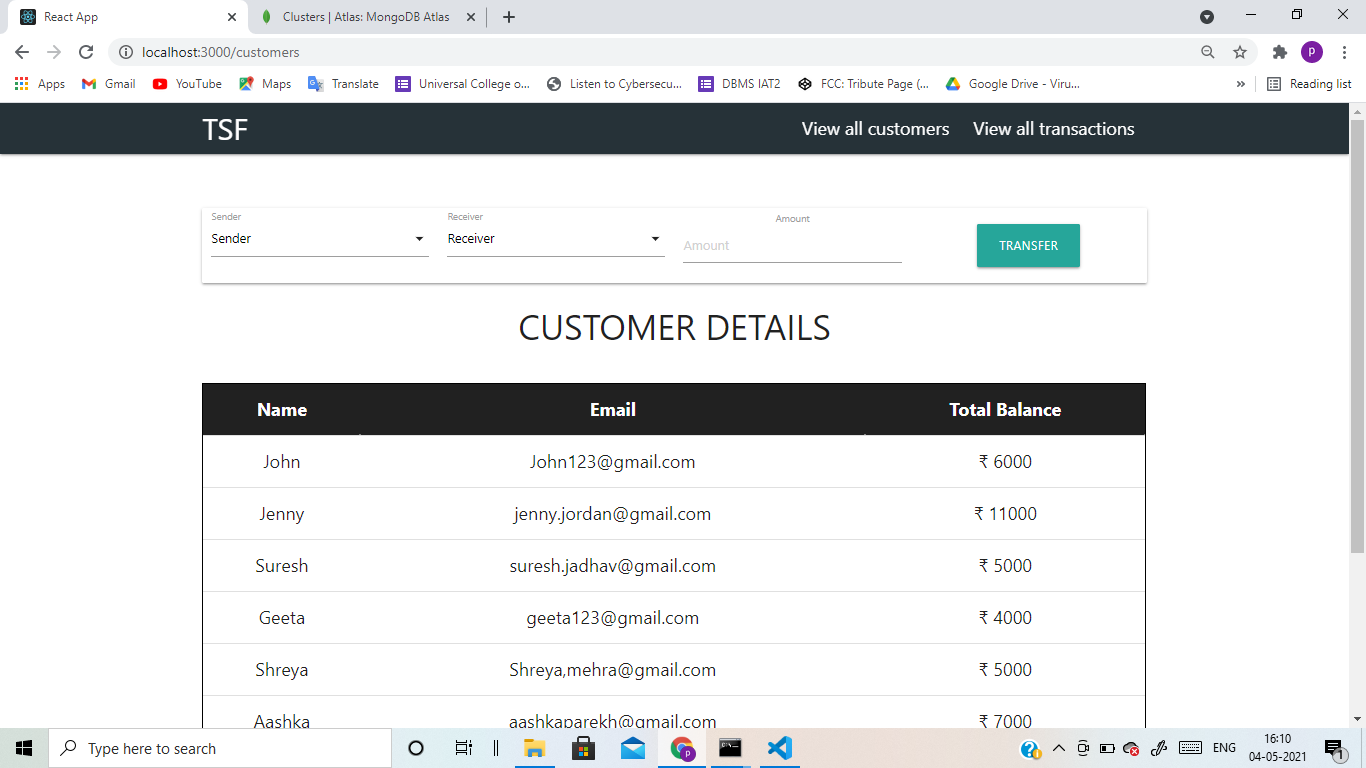 React App
Clusters | Atlas: MongoDB Atlas
localhost:3000/customers
p
Apps
Gmail
YouTube
Maps
Translate
Universal College o...
Listen to Cybersecu...
DBMS IAT2
FCC: Tribute Page (...
Google Drive - Viru...
»
Reading list
TSF
View all customers
View all transactions
Sender
Receiver
Amount
Sender
Receiver
Amount
TRANSFER
CUSTOMER DETAILS
Name Email Total Balance
John John123@gmail.com ₹ 6000
Jenny jenny.jordan@gmail.com ₹ 11000
Suresh suresh.jadhav@gmail.com ₹ 5000
Geeta geeta123@gmail.com ₹ 4000
Shreya Shreya,mehra@gmail.com ₹ 5000
Aashka aashkaparekh@gmail.com ₹ 7000
Type here to search
p
ENG
16:10
04-05-2021
1